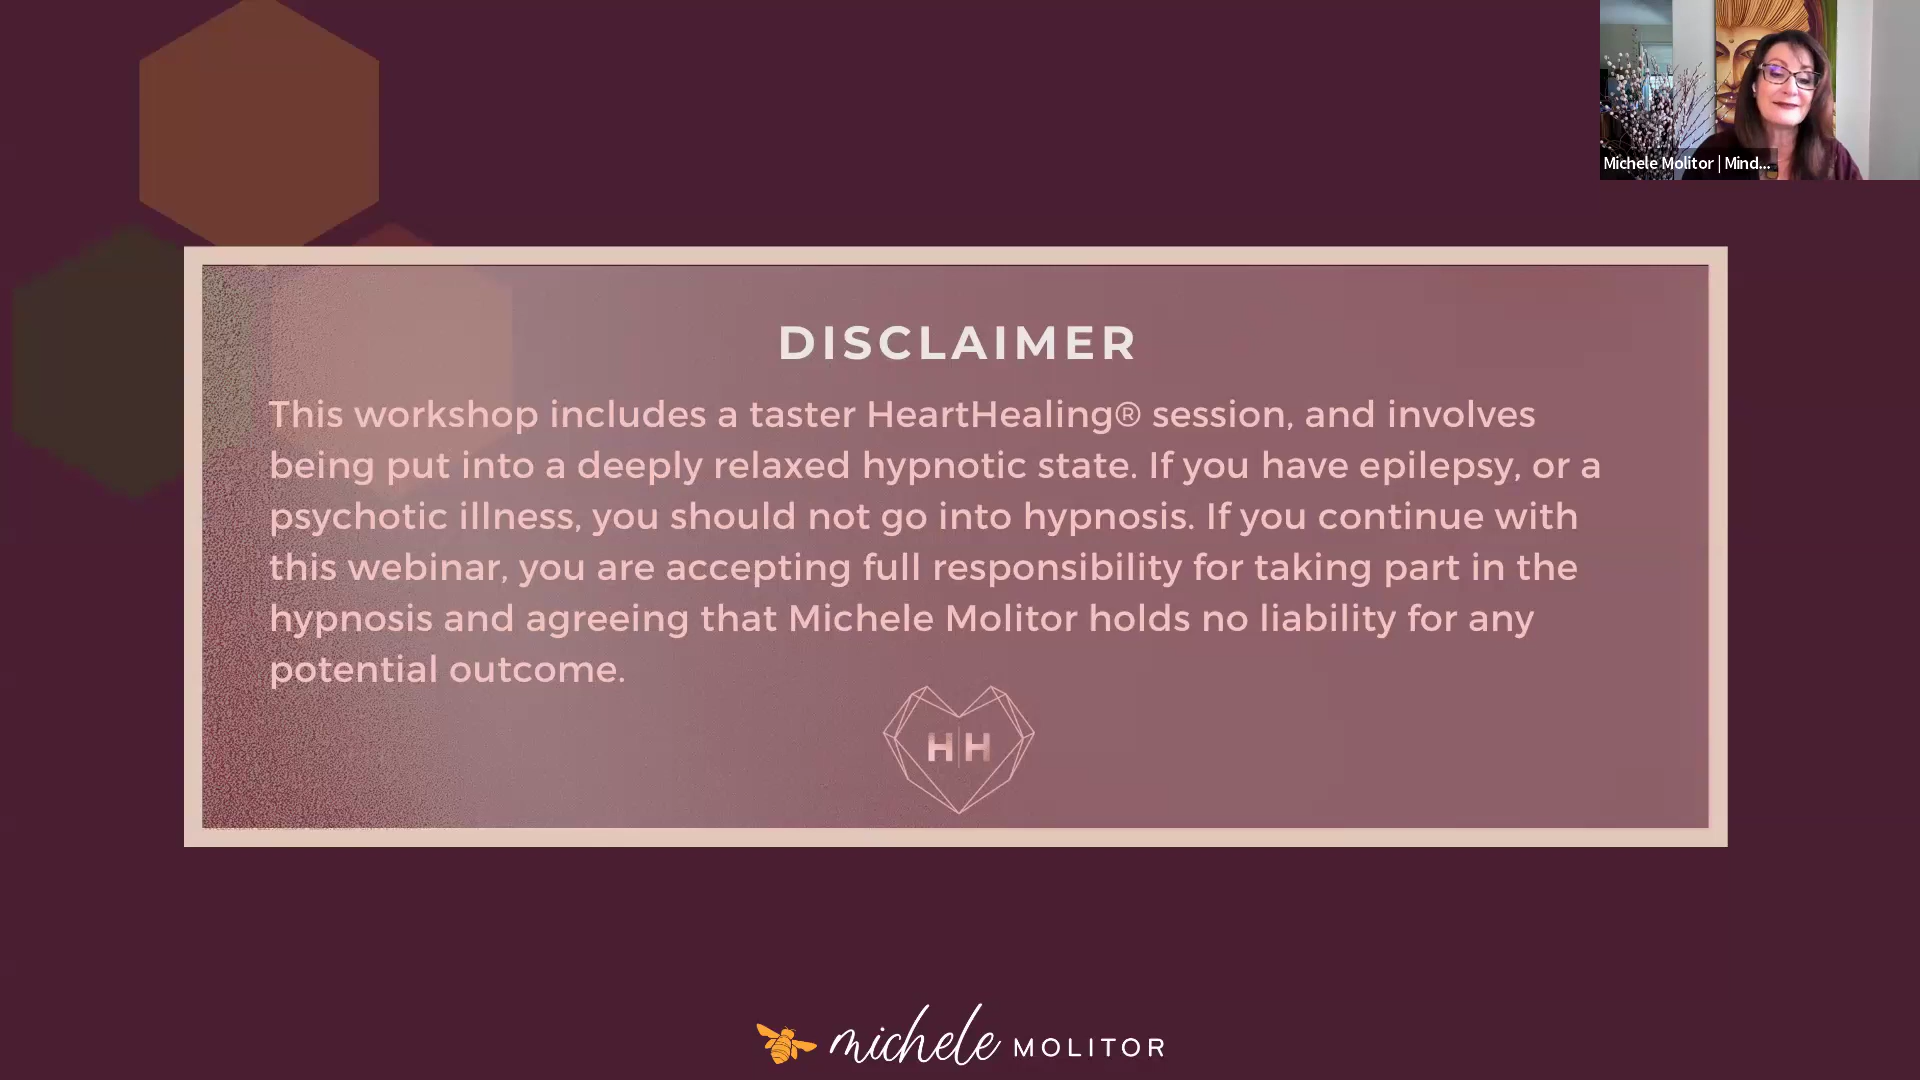 Michele Molitor | Mind...
DISCLAIMER
This workshop includes a taster HeartHealing® session, and involves
being put into a deeply relaxed hypnotic state. If you have epilepsy, or a
psychotic illness, you should not go into hypnosis. If you continue with
this webinar, you are accepting full responsibility for taking part in the
hypnosis and agreeing that Michele Molitor holds no liability for any
potential outcome.
H|H
michele MOLITOR